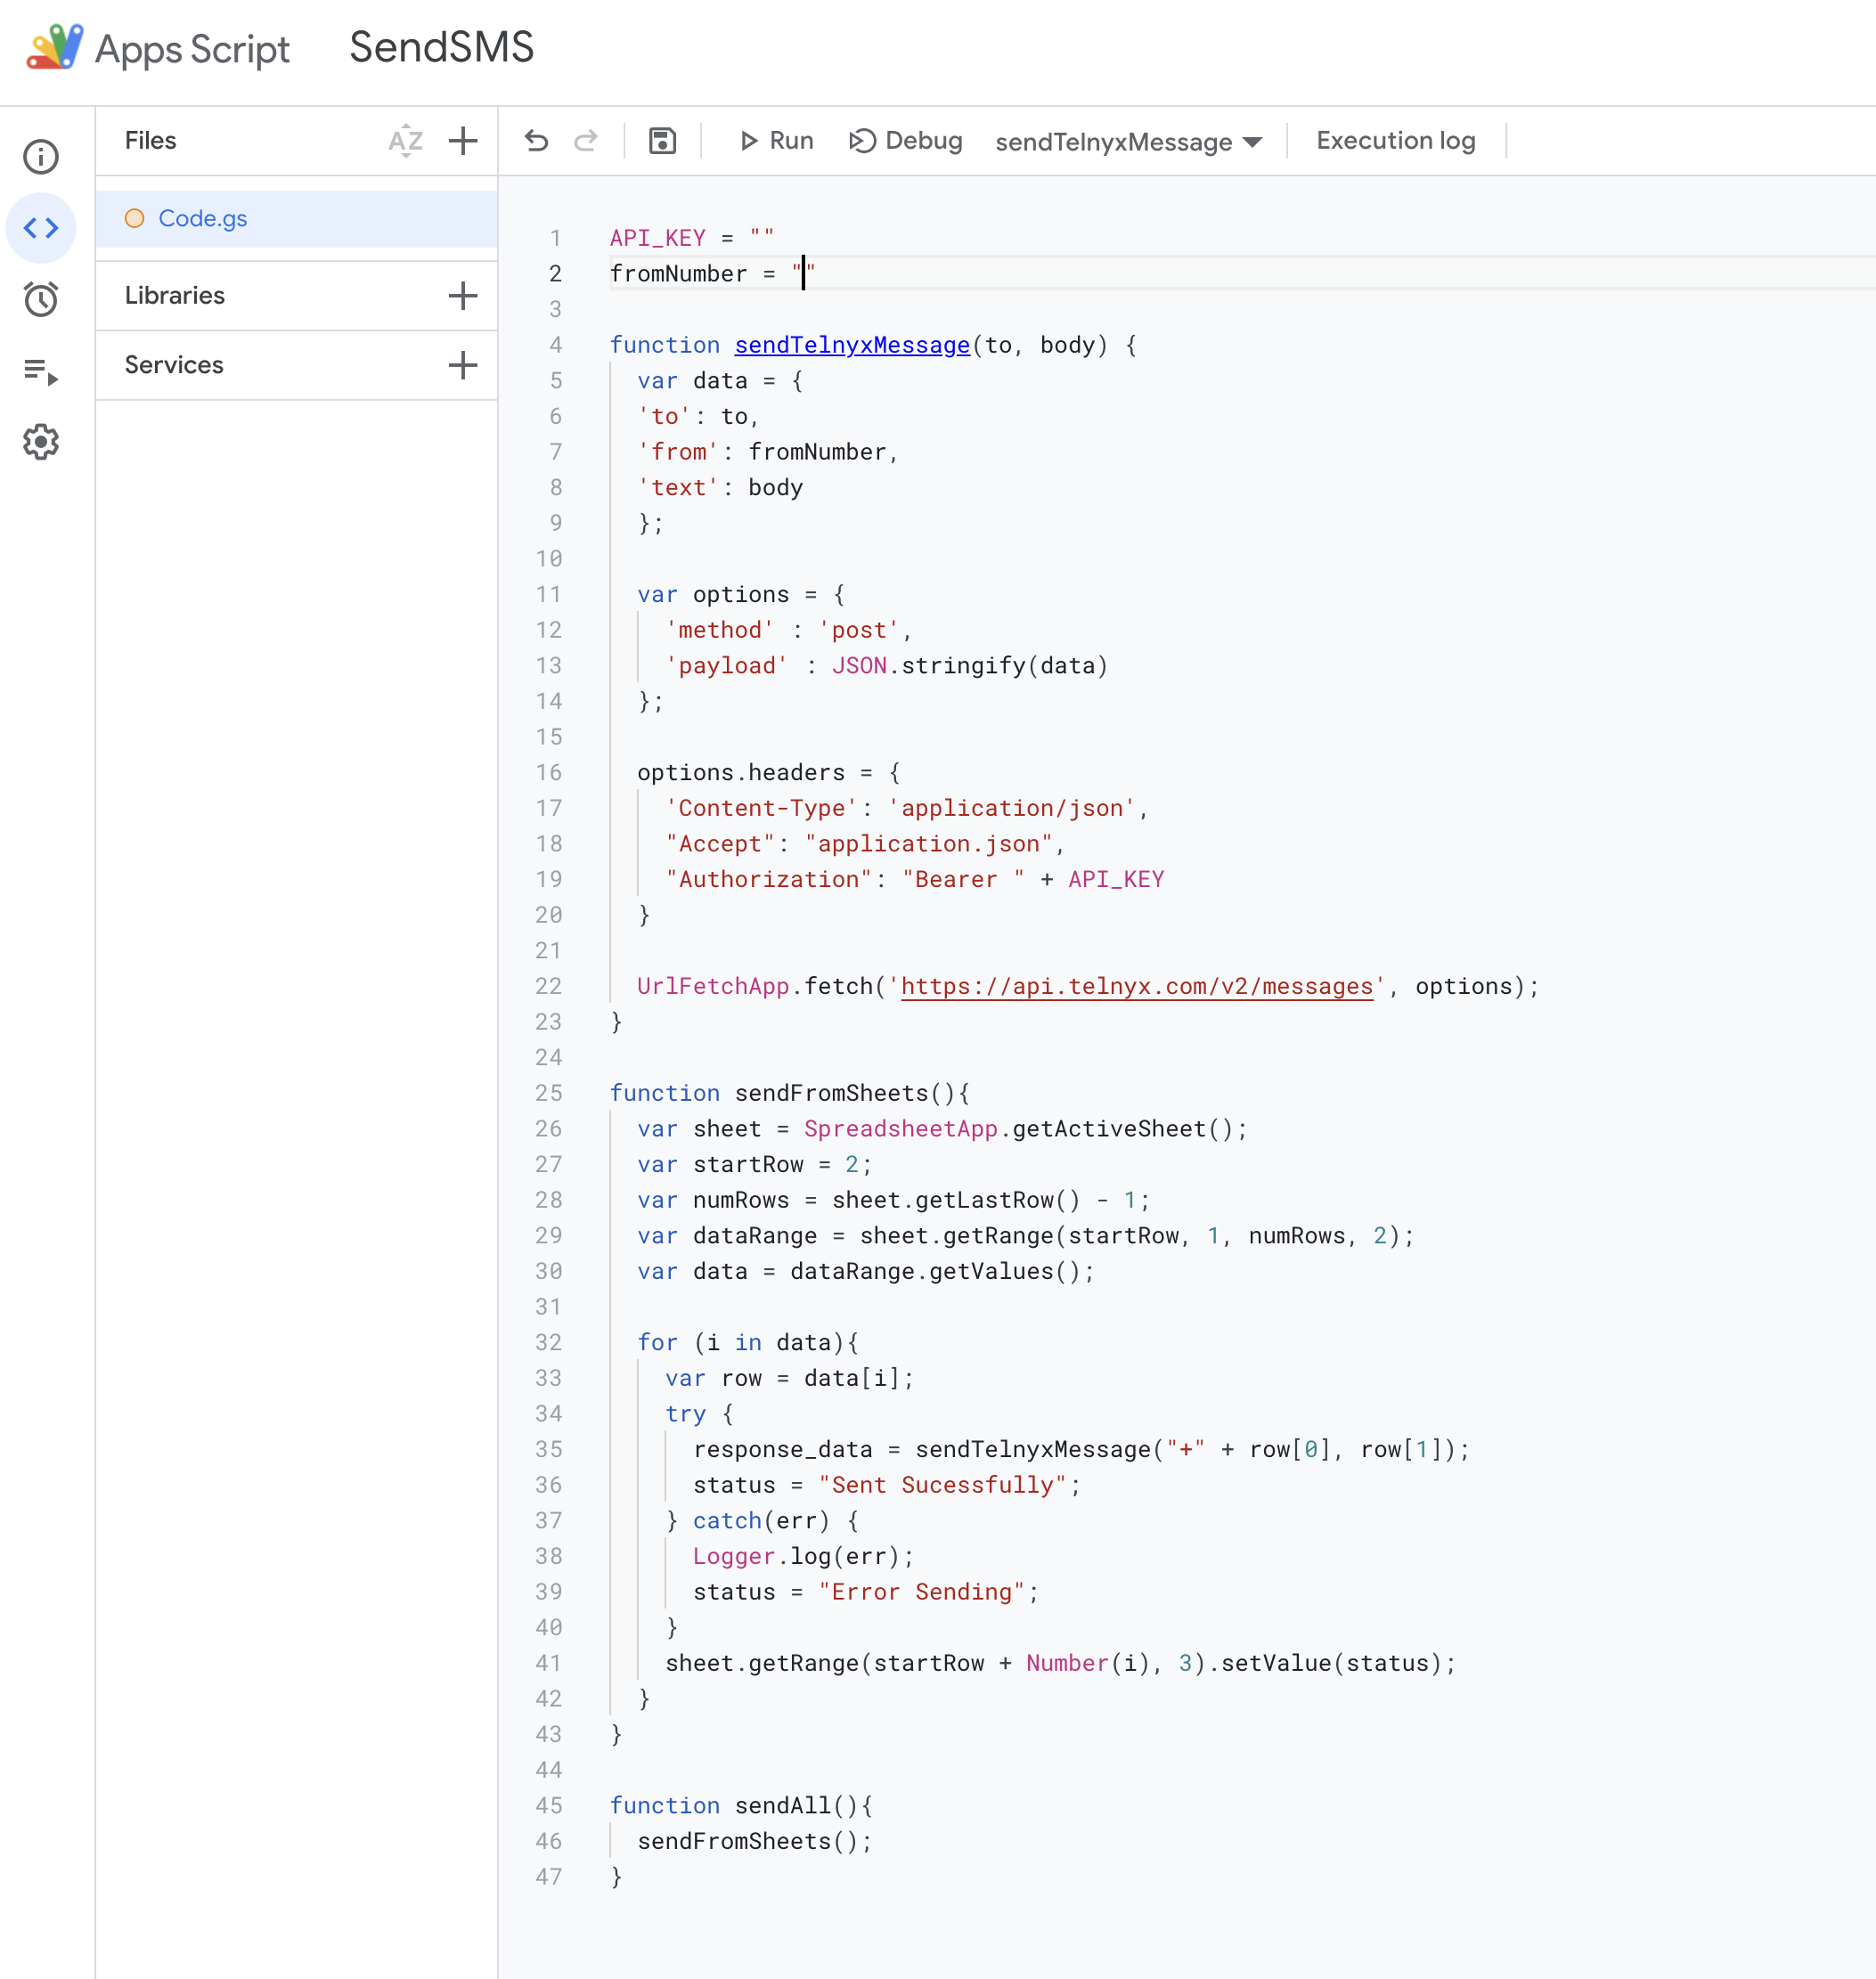 Apps Script SendSMS
Files AZ
Run Debug sendTelnyxMessage Execution log
Code.gs
Libraries
Services
1 API_KEY = ""
2 fromNumber = ""
3
4 function sendTelnyxMessage(to, body) {
5 var data = {
6 'to': to,
7 'from': fromNumber,
8 'text': body
9 };
10
11 var options = {
12 'method' : 'post',
13 'payload' : JSON.stringify(data)
14 };
15
16 options.headers = {
17 'Content-Type': 'application/json',
18 "Accept": "application.json",
19 "Authorization": "Bearer " + API_KEY
20 }
21
22 UrlFetchApp.fetch('https://api.telnyx.com/v2/messages', options);
23 }
24
25 function sendFromSheets(){
26 var sheet = SpreadsheetApp.getActiveSheet();
27 var startRow = 2;
28 var numRows = sheet.getLastRow() - 1;
29 var dataRange = sheet.getRange(startRow, 1, numRows, 2);
30 var data = dataRange.getValues();
31
32 for (i in data){
33 var row = data[i];
34 try {
35 response_data = sendTelnyxMessage("+" + row[0], row[1]);
36 status = "Sent Sucessfully";
37 } catch(err) {
38 Logger.log(err);
39 status = "Error Sending";
40 }
41 sheet.getRange(startRow + Number(i), 3).setValue(status);
42 }
43 }
44
45 function sendAll(){
46 sendFromSheets();
47 }